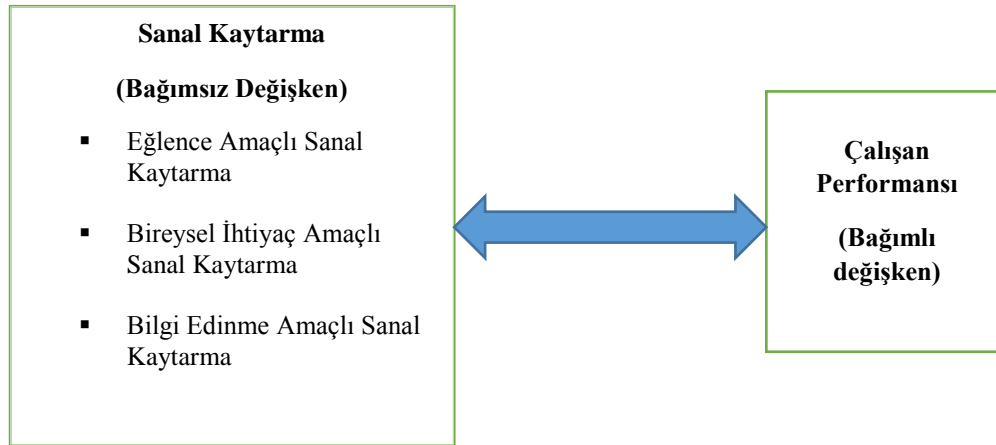 Sanal Kaytarma
(Bağımsız Değişken)
▪ Eğlence Amaçlı Sanal
Kaytarma
▪ Bireysel İhtiyaç Amaçlı
Sanal Kaytarma
▪ Bilgi Edinme Amaçlı Sanal
Kaytarma
Çalışan
Performansı
(Bağımlı
değişken)